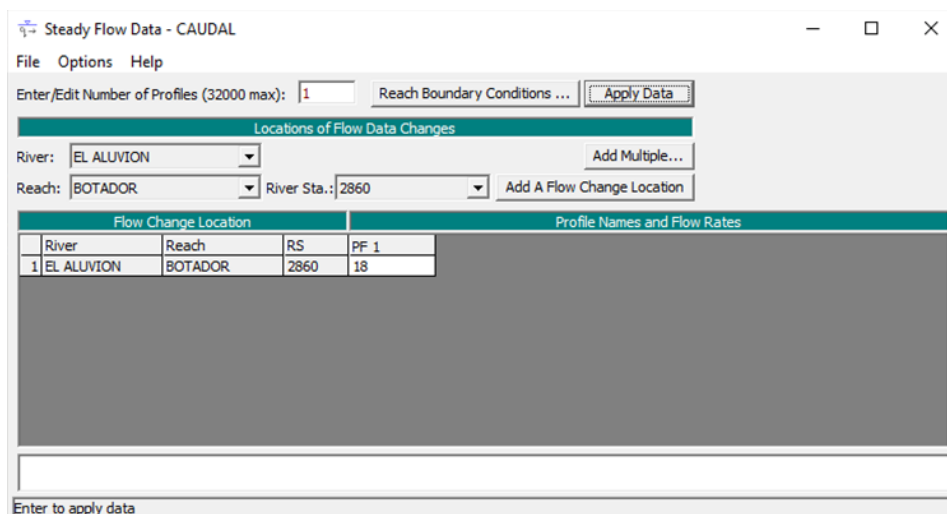 Steady Flow Data - CAUDAL
File Options Help
Enter/Edit Number of Profiles (32000 max): 1 Reach Boundary Conditions ... Apply Data
Locations of Flow Data Changes
River: EL ALUVION Add Multiple...
Reach: BOTADOR River Sta.: 2860 Add A Flow Change Location
Flow Change Location Profile Names and Flow Rates
River Reach RS PF 1
1 EL ALUVION BOTADOR 2860 18
Enter to apply data